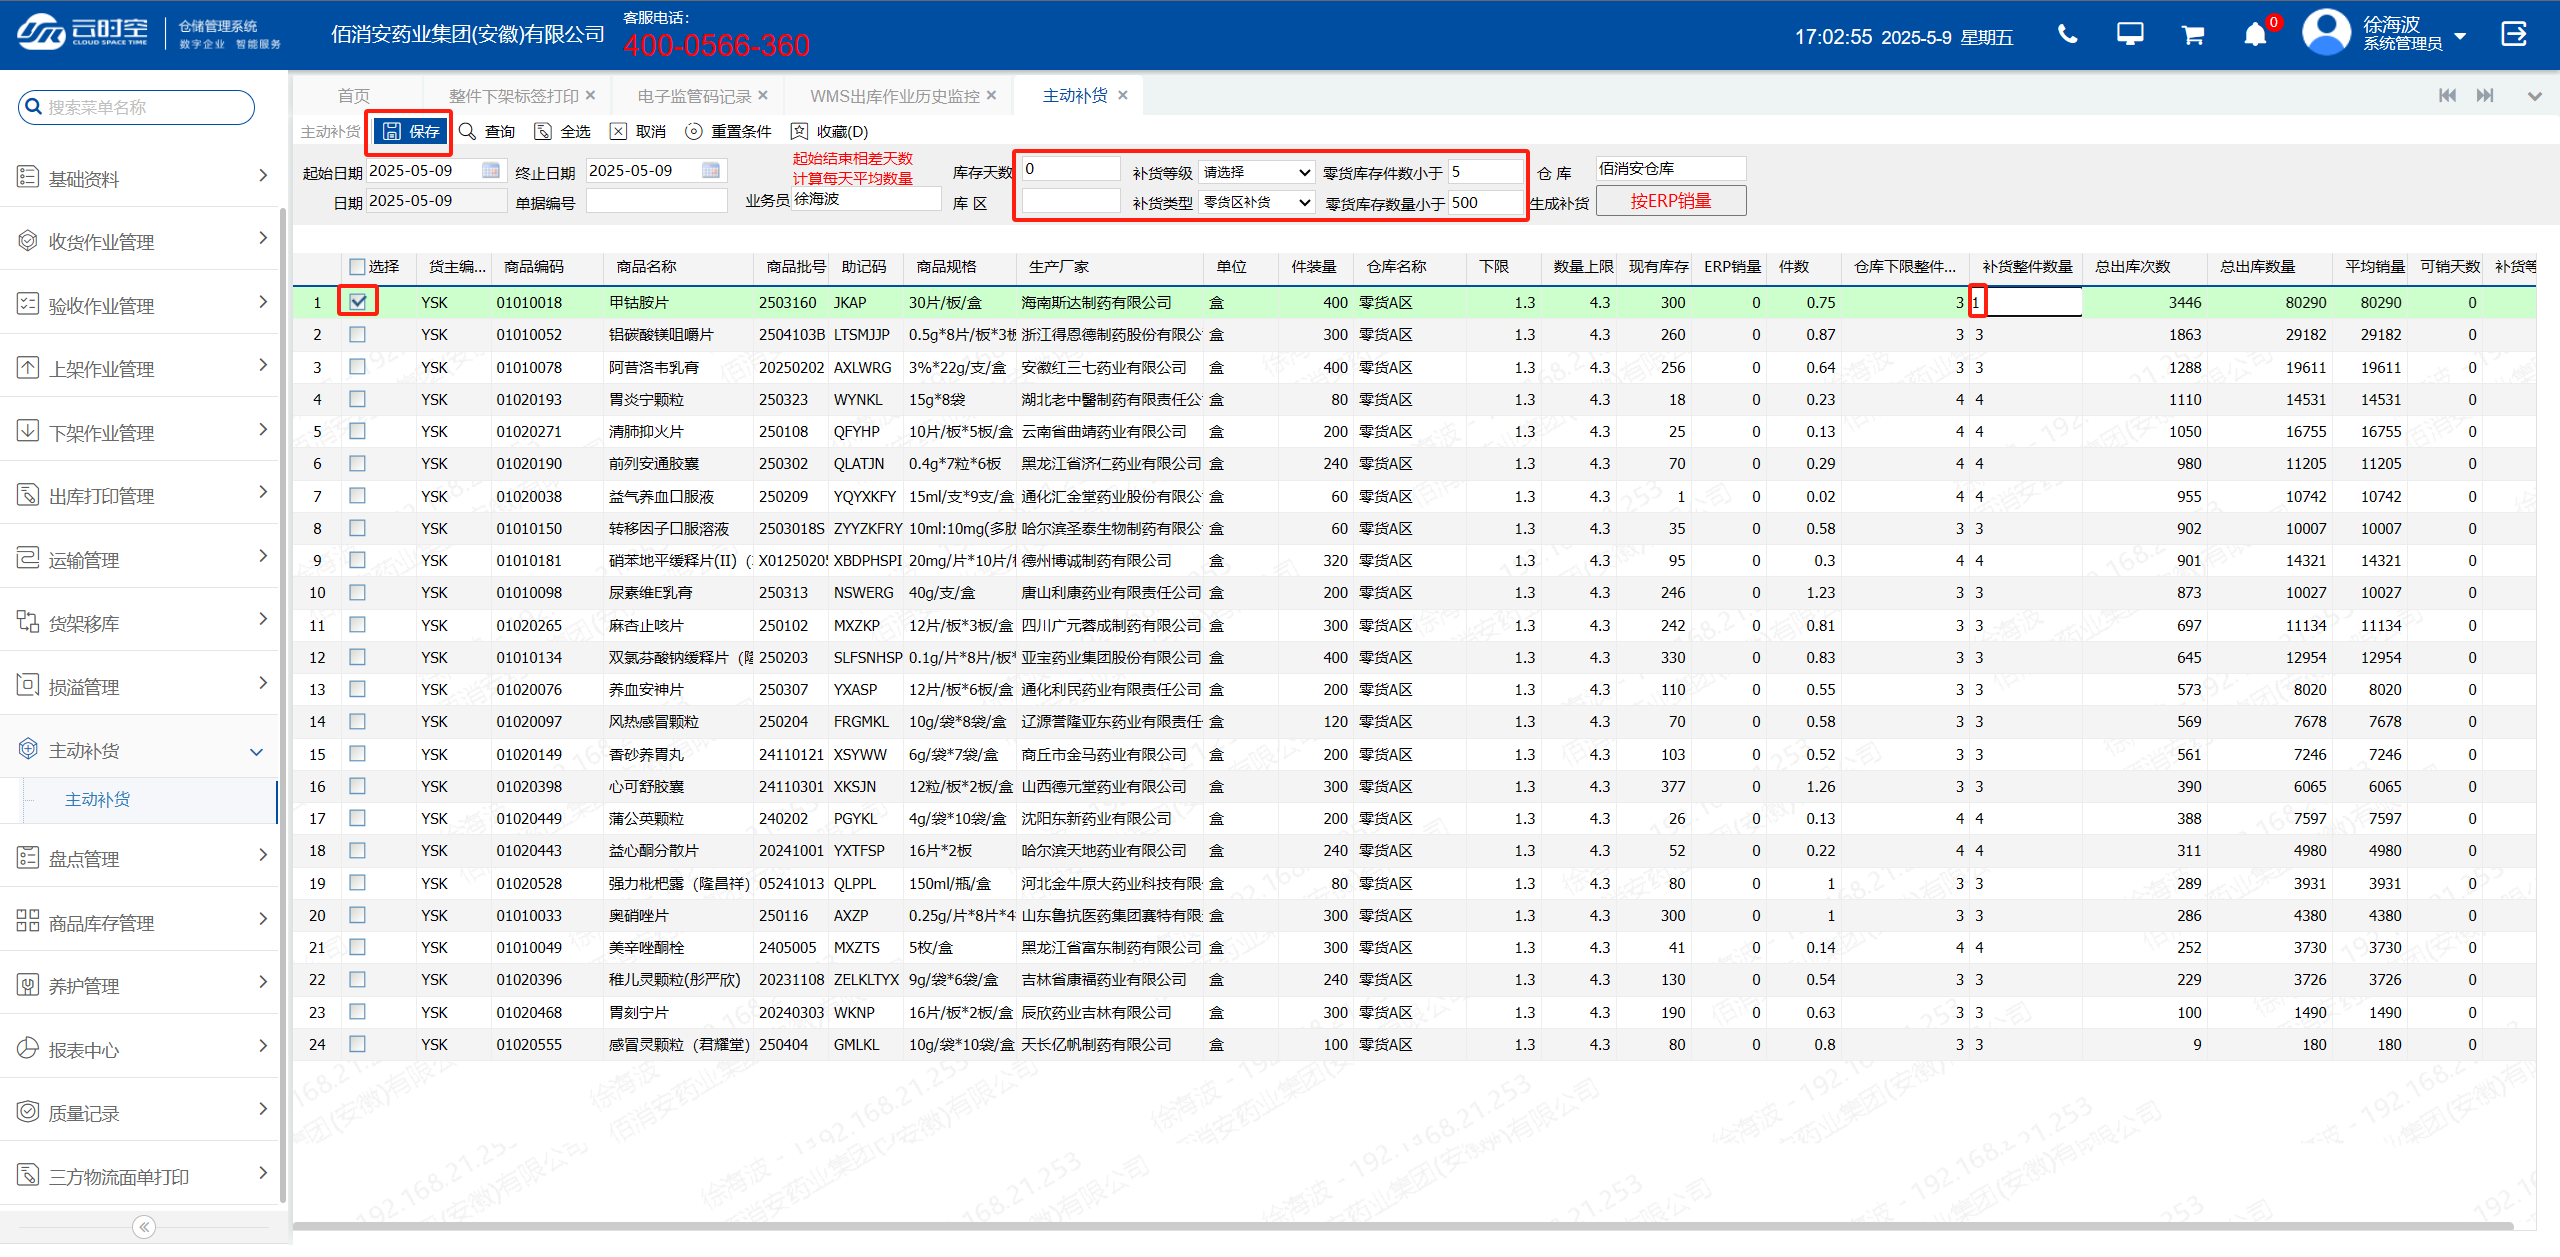 云时空 仓储管理系统
CLOUD SPACE TIME 数字企业 智能服务
佰消安药业集团(安徽)有限公司
客服电话:
400-0566-360
17:02:55 2025-5-9 星期五
0
徐海波
系统管理员
搜索菜单名称
基础资料
收货作业管理
验收作业管理
上架作业管理
下架作业管理
出库打印管理
运输管理
货架移库
损溢管理
主动补货
主动补货
盘点管理
商品库存管理
养护管理
报表中心
质量记录
三方物流面单打印
首页 整件下架标签打印 电子监管码记录 WMS出库作业历史监控 主动补货
主动补货 保存 查询 全选 取消 重置条件 收藏(D)
起始日期 2025-05-09 终止日期 2025-05-09 起始结束相差天数 计算每天平均数量 库存天数 0 补货等级 请选择 零货库存件数小于 5 仓 库 佰消安仓库
日期 2025-05-09 单据编号 业务员 徐海波 库 区 补货类型 零货区补货 零货库存数量小于 500 生成补货 按ERP销量
选择 货主编... 商品编码 商品名称 商品批号 助记码 商品规格 生产厂家 单位 件装量 仓库名称 下限 数量上限 现有库存 ERP销量 件数 仓库下限整件... 补货整件数量 总出库次数 总出库数量 平均销量 可销天数 补货等
1 YSK 01010018 甲钴胺片 2503160 JKAP 30片/板/盒 海南斯达制药有限公司 盒 400 零货A区 1.3 4.3 300 0 0.75 3 1 3446 80290 80290 0
2 YSK 01010052 铝碳酸镁咀嚼片 2504103B LTSMJJP 0.5g*8片/板*3板 浙江得恩德制药股份有限公 盒 300 零货A区 1.3 4.3 260 0 0.87 3 3 1863 29182 29182 0
3 YSK 01010078 阿昔洛韦乳膏 20250202 AXLWRG 3%*22g/支/盒 安徽红三七药业有限公司 盒 400 零货A区 1.3 4.3 256 0 0.64 3 3 1288 19611 19611 0
4 YSK 01020193 胃炎宁颗粒 250323 WYNKL 15g*8袋 湖北老中醫制药有限责任公 盒 80 零货A区 1.3 4.3 18 0 0.23 4 4 1110 14531 14531 0
5 YSK 01020271 清肺抑火片 250108 QFYHP 10片/板*5板/盒 云南省曲靖药业有限公司 盒 200 零货A区 1.3 4.3 25 0 0.13 4 4 1050 16755 16755 0
6 YSK 01020190 前列安通胶囊 250302 QLATJN 0.4g*7粒*6板 黑龙江省济仁药业有限公司 盒 240 零货A区 1.3 4.3 70 0 0.29 4 4 980 11205 11205 0
7 YSK 01020038 益气养血口服液 250209 YQYXKFY 15ml/支*9支/盒 通化汇金堂药业股份有限公 盒 60 零货A区 1.3 4.3 1 0 0.02 4 4 955 10742 10742 0
8 YSK 01010150 转移因子口服溶液 2503018S ZYYZKFRY 10ml:10mg(多肽 哈尔滨圣泰生物制药有限公 盒 60 零货A区 1.3 4.3 35 0 0.58 3 3 902 10007 10007 0
9 YSK 01010181 硝苯地平缓释片(II)（ X0125020 XBDPHSPI 20mg/片*10片/ 德州博诚制药有限公司 盒 320 零货A区 1.3 4.3 95 0 0.3 4 4 901 14321 14321 0
10 YSK 01010098 尿素维E乳膏 250313 NSWERG 40g/支/盒 唐山利康药业有限责任公司 盒 200 零货A区 1.3 4.3 246 0 1.23 3 3 873 10027 10027 0
11 YSK 01020265 麻杏止咳片 250102 MXZKP 12片/板*3板/盒 四川广元蓉成制药有限公司 盒 300 零货A区 1.3 4.3 242 0 0.81 3 3 697 11134 11134 0
12 YSK 01010134 双氯芬酸钠缓释片（ 250203 SLFSNHSP 0.1g/片*8片/板* 亚宝药业集团股份有限公司 盒 400 零货A区 1.3 4.3 330 0 0.83 3 3 645 12954 12954 0
13 YSK 01020076 养血安神片 250307 YXASP 12片/板*6板/盒 通化利民药业有限责任公司 盒 200 零货A区 1.3 4.3 110 0 0.55 3 3 573 8020 8020 0
14 YSK 01020097 风热感冒颗粒 250204 FRGMKL 10g/袋*8袋/盒 辽源誉隆亚东药业有限责任 盒 120 零货A区 1.3 4.3 70 0 0.58 3 3 569 7678 7678 0
15 YSK 01020149 香砂养胃丸 24110121 XSYWW 6g/袋*7袋/盒 商丘市金马药业有限公司 盒 200 零货A区 1.3 4.3 103 0 0.52 3 3 561 7246 7246 0
16 YSK 01020398 心可舒胶囊 24110301 XKSJN 12粒/板*2板/盒 山西德元堂药业有限公司 盒 300 零货A区 1.3 4.3 377 0 1.26 3 3 390 6065 6065 0
17 YSK 01020449 蒲公英颗粒 240202 PGYKL 4g/袋*10袋/盒 沈阳东新药业有限公司 盒 200 零货A区 1.3 4.3 26 0 0.13 4 4 388 7597 7597 0
18 YSK 01020443 益心酮分散片 20241001 YXTFSP 16片*2板 哈尔滨天地药业有限公司 盒 240 零货A区 1.3 4.3 52 0 0.22 4 4 311 4980 4980 0
19 YSK 01020528 强力枇杷露（隆昌祥） 05241013 QLPPL 150ml/瓶/盒 河北金牛原大药业科技有限 盒 80 零货A区 1.3 4.3 80 0 1 3 3 289 3931 3931 0
20 YSK 01010033 奥硝唑片 250116 AXZP 0.25g/片*8片*4 山东鲁抗医药集团赛特有限 盒 300 零货A区 1.3 4.3 300 0 1 3 3 286 4380 4380 0
21 YSK 01010049 美辛唑酮栓 2405005 MXZTS 5枚/盒 黑龙江省富东制药有限公司 盒 300 零货A区 1.3 4.3 41 0 0.14 4 4 252 3730 3730 0
22 YSK 01020396 稚儿灵颗粒(彤严欣) 20231108 ZELKLTYX 9g/袋*6袋/盒 吉林省康福药业有限公司 盒 240 零货A区 1.3 4.3 130 0 0.54 3 3 229 3726 3726 0
23 YSK 01020468 胃刻宁片 20240303 WKNP 16片/板*2板/盒 辰欣药业吉林有限公司 盒 300 零货A区 1.3 4.3 190 0 0.63 3 3 100 1490 1490 0
24 YSK 01020555 感冒灵颗粒（君耀堂） 250404 GMLKL 10g/袋*10袋/盒 天长亿帆制药有限公司 盒 100 零货A区 1.3 4.3 80 0 0.8 3 3 9 180 180 0
徐海波 - 192.168.21.253
佰消安药业集团(安徽)有限公司